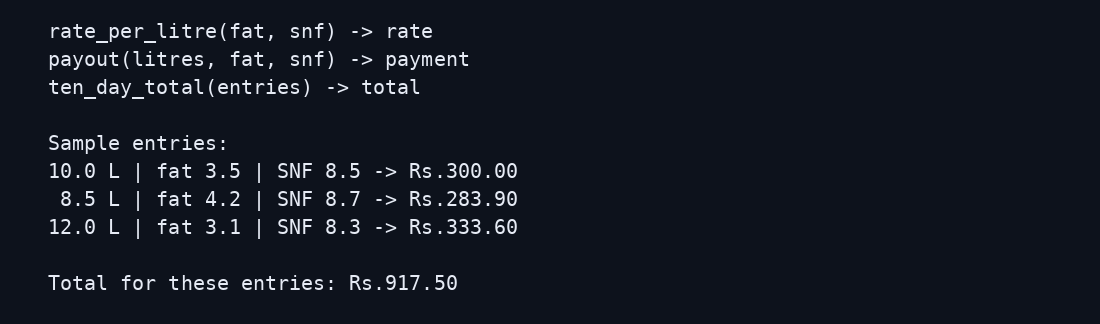 rate_per_litre(fat, snf) -> rate
payout(litres, fat, snf) -> payment
ten_day_total(entries) -> total
Sample entries:
10.0 L | fat 3.5 | SNF 8.5 -> Rs.300.00
8.5 L | fat 4.2 | SNF 8.7 -> Rs.283.90
12.0 L | fat 3.1 | SNF 8.3 -> Rs.333.60
Total for these entries: Rs.917.50